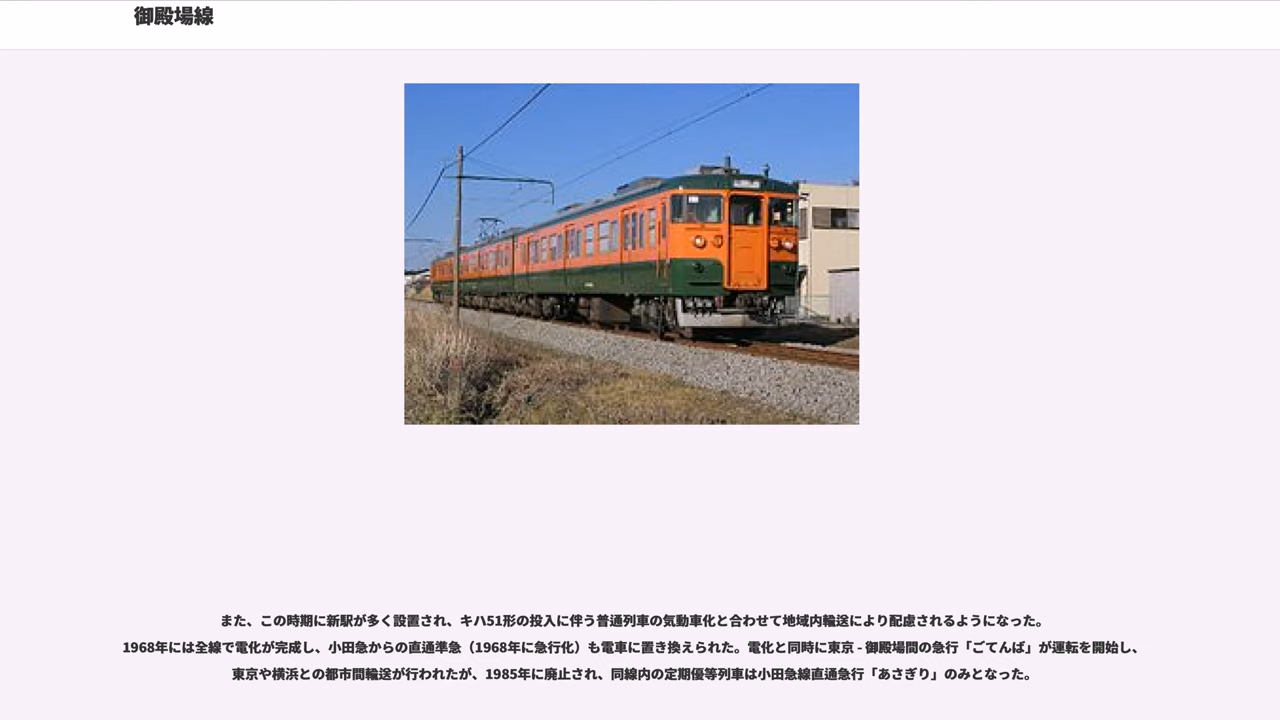 御殿場線
また、この時期に新駅が多く設置され、キハ51形の投入に伴う普通列車の気動車化と合わせて地域内輸送により配慮されるようになった。
1968年には全線で電化が完成し、小田急からの直通準急（1968年に急行化）も電車に置き換えられた。電化と同時に東京 - 御殿場間の急行「ごてんば」が運転を開始し、
東京や横浜との都市間輸送が行われたが、1985年に廃止され、同線内の定期優等列車は小田急線直通急行「あさぎり」のみとなった。